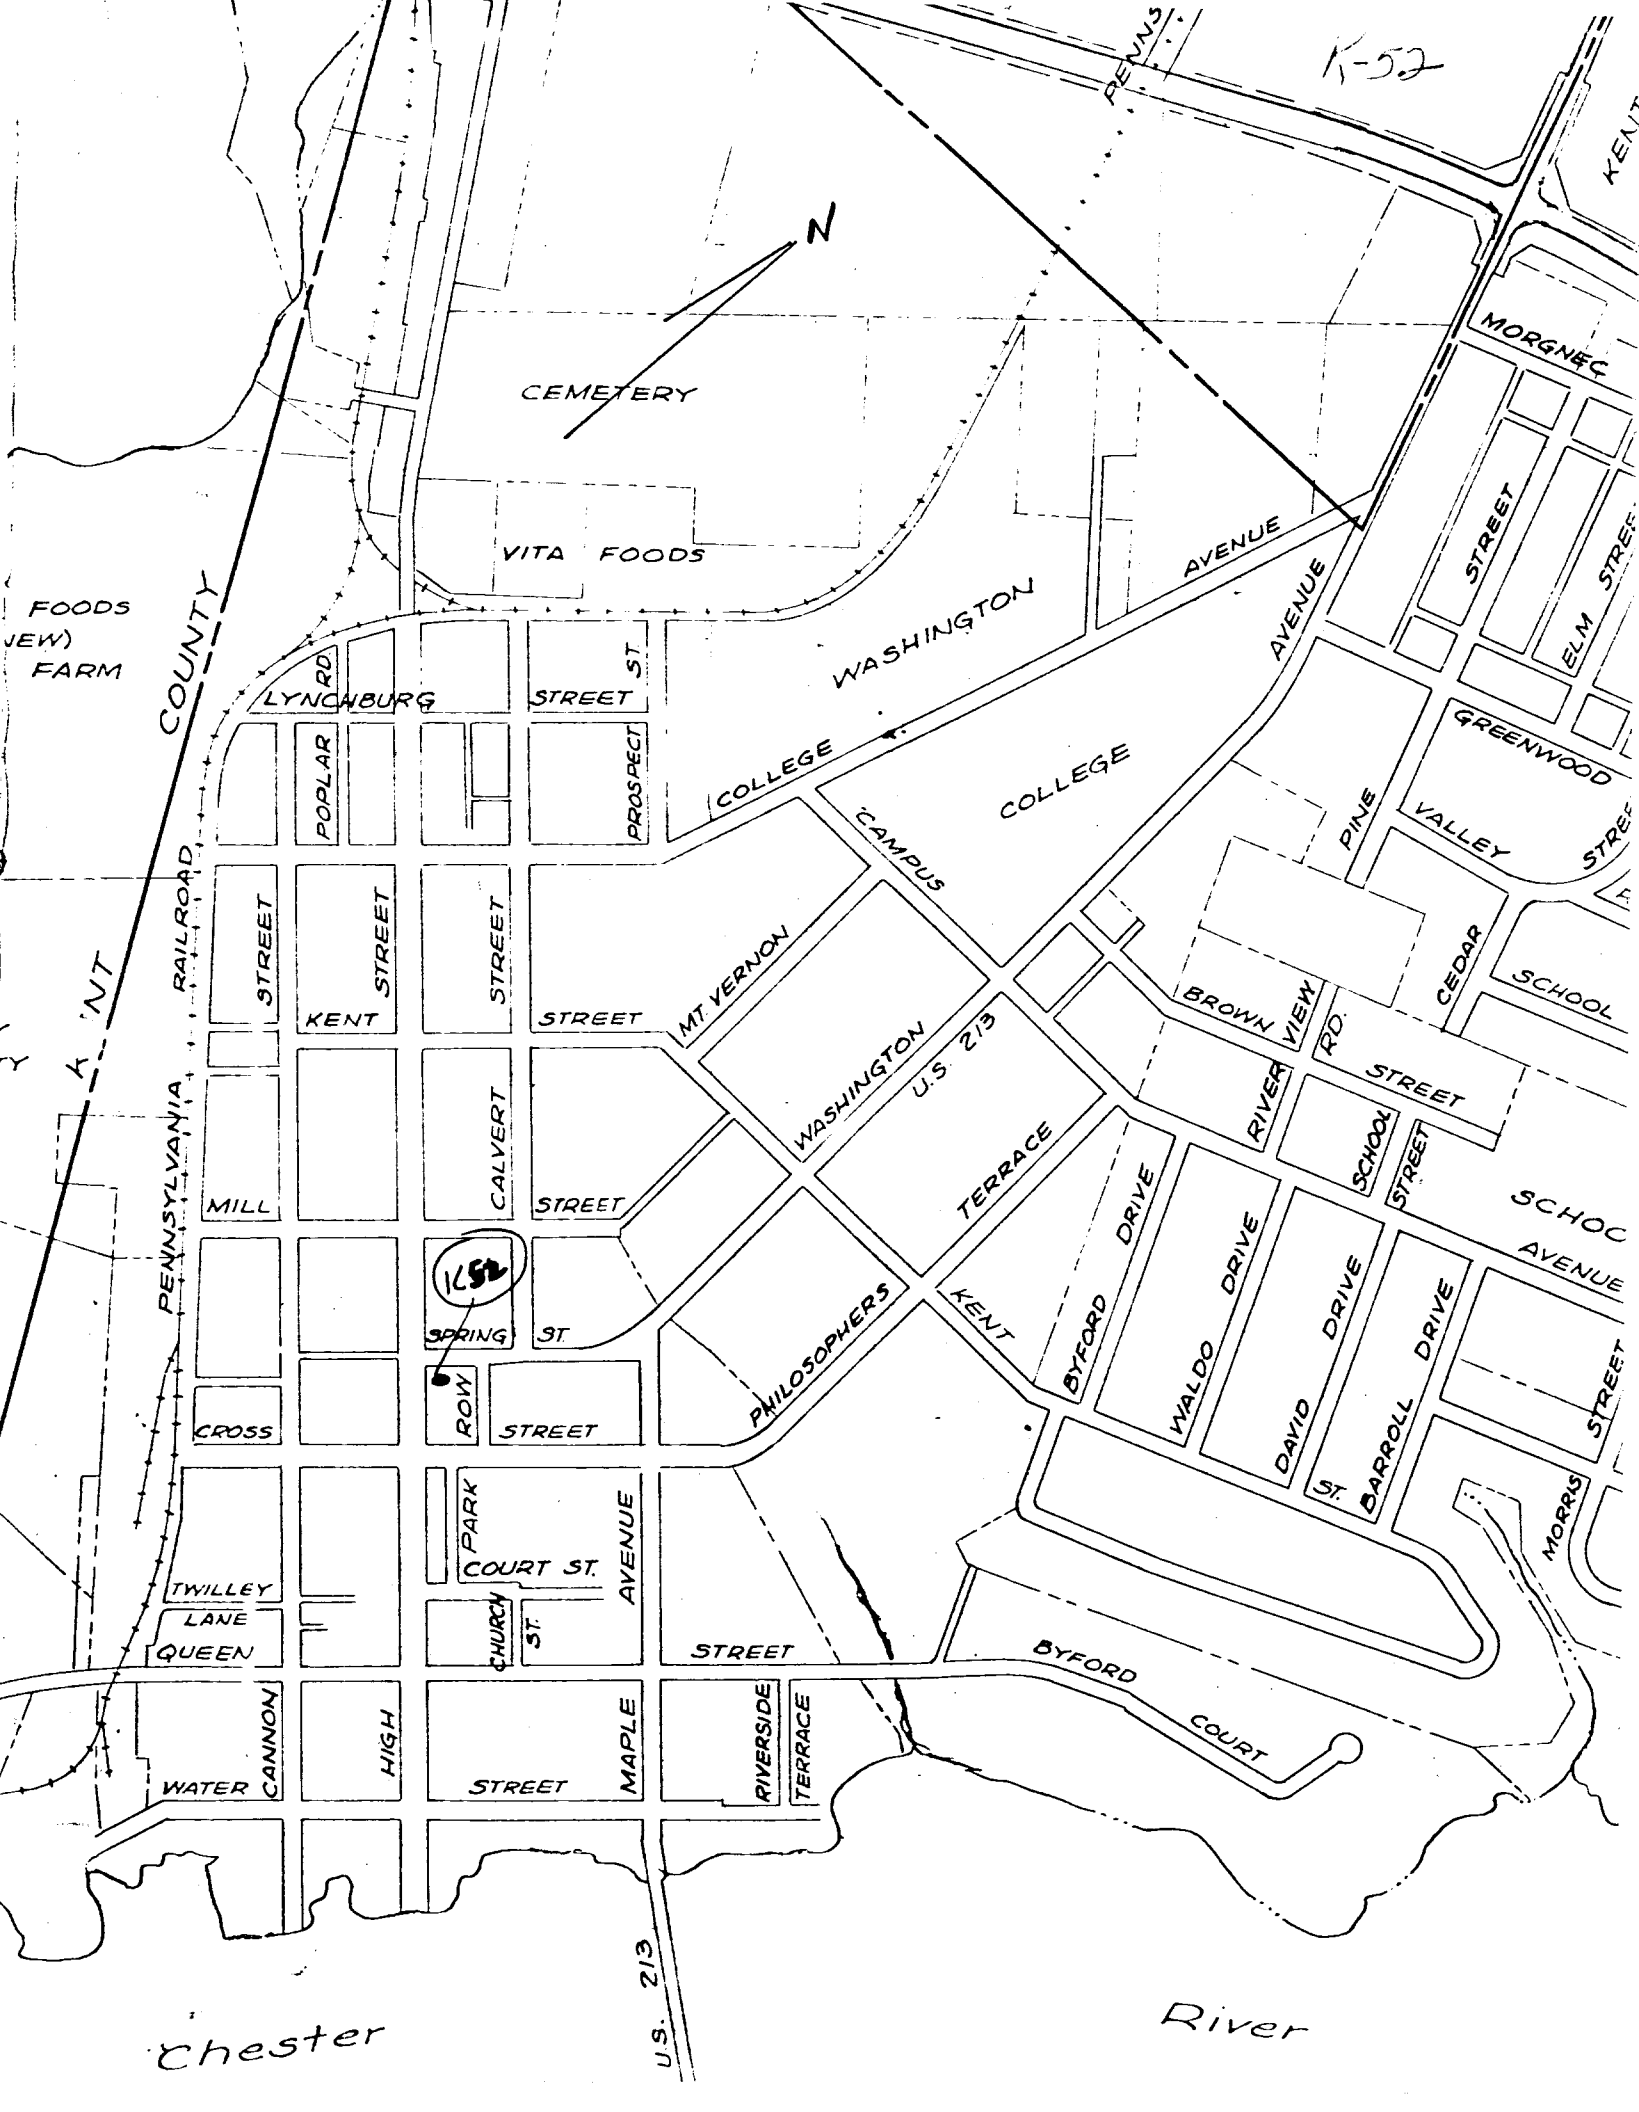 PENNS
K-52
KENT
N
MORGNEC
CEMETERY
VITA FOODS
AVENUE
STREET
STREET
ELM
COUNTY
FOODS
FARM
WASHINGTON
AVENUE
RD.
ST.
LYNCHBURG STREET
GREENWOOD
POPLAR
PROSPECT
COLLEGE
COLLEGE
CAMPUS
PINE
VALLEY
STREE
RAILROAD
STREET
STREET
STREET
MT. VERNON
CEDAR
SCHOOL
KENT STREET
BROWN
VIEW
RD.
WASHINGTON
U.S. 213
STREET
RIVER
PENNSYLVANIA
CALVERT
MILL STREET
TERRACE
DRIVE
SCHOOL
STREET
SCHOO
AVENUE
K52
SPRING ST.
PHILOSOPHERS
KENT
BYFORD
DRIVE
WALDO
DRIVE
DAVID
DRIVE
BARROLL
ST.
STREET
MORRIS
ROW
CROSS STREET
PARK
COURT ST.
AVENUE
TWILLEY
LANE
CHURCH
ST.
QUEEN STREET
BYFORD
COURT
CANNON
HIGH
MAPLE
RIVERSIDE
TERRACE
WATER STREET
U.S. 213
Chester River